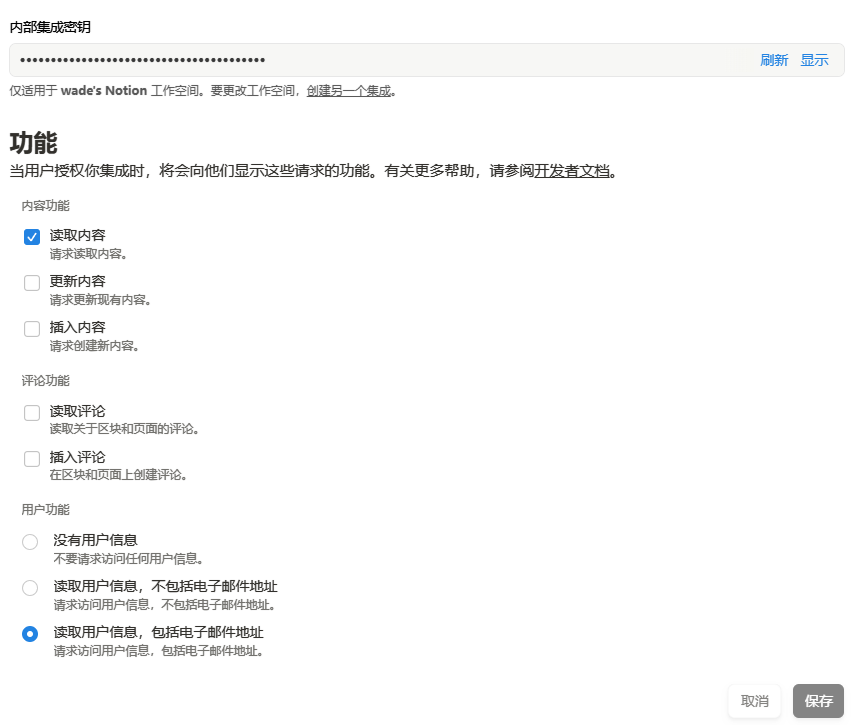 内部集成密钥
••••••••••••••••••••••••••••••••••••••••
刷新 显示
仅适用于 wade's Notion 工作空间。要更改工作空间，创建另一个集成。
功能
当用户授权你集成时，将会向他们显示这些请求的功能。有关更多帮助，请参阅开发者文档。
内容功能
读取内容
请求读取内容。
更新内容
请求更新现有内容。
插入内容
请求创建新内容。
评论功能
读取评论
读取关于区块和页面的评论。
插入评论
在区块和页面上创建评论。
用户功能
没有用户信息
不要请求访问任何用户信息。
读取用户信息，不包括电子邮件地址
请求访问用户信息，不包括电子邮件地址。
读取用户信息，包括电子邮件地址
请求访问用户信息，包括电子邮件地址。
取消 保存